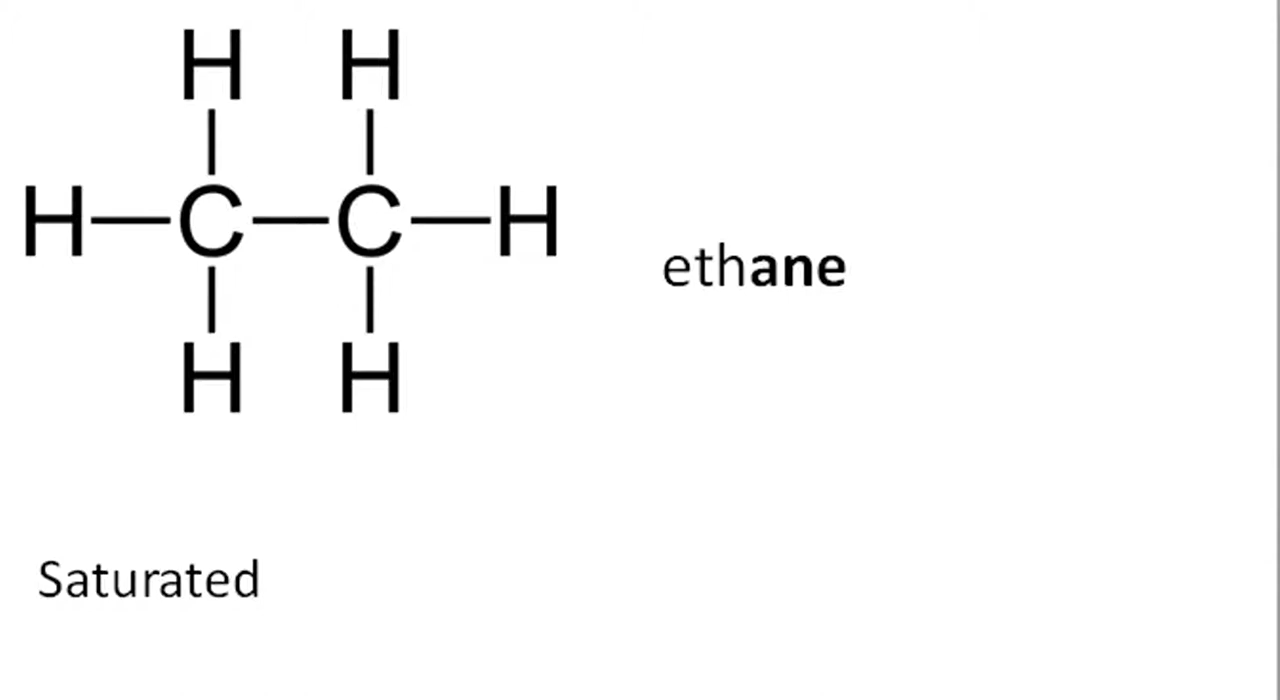 H H
H—C—C—H
H H
ethane
Saturated